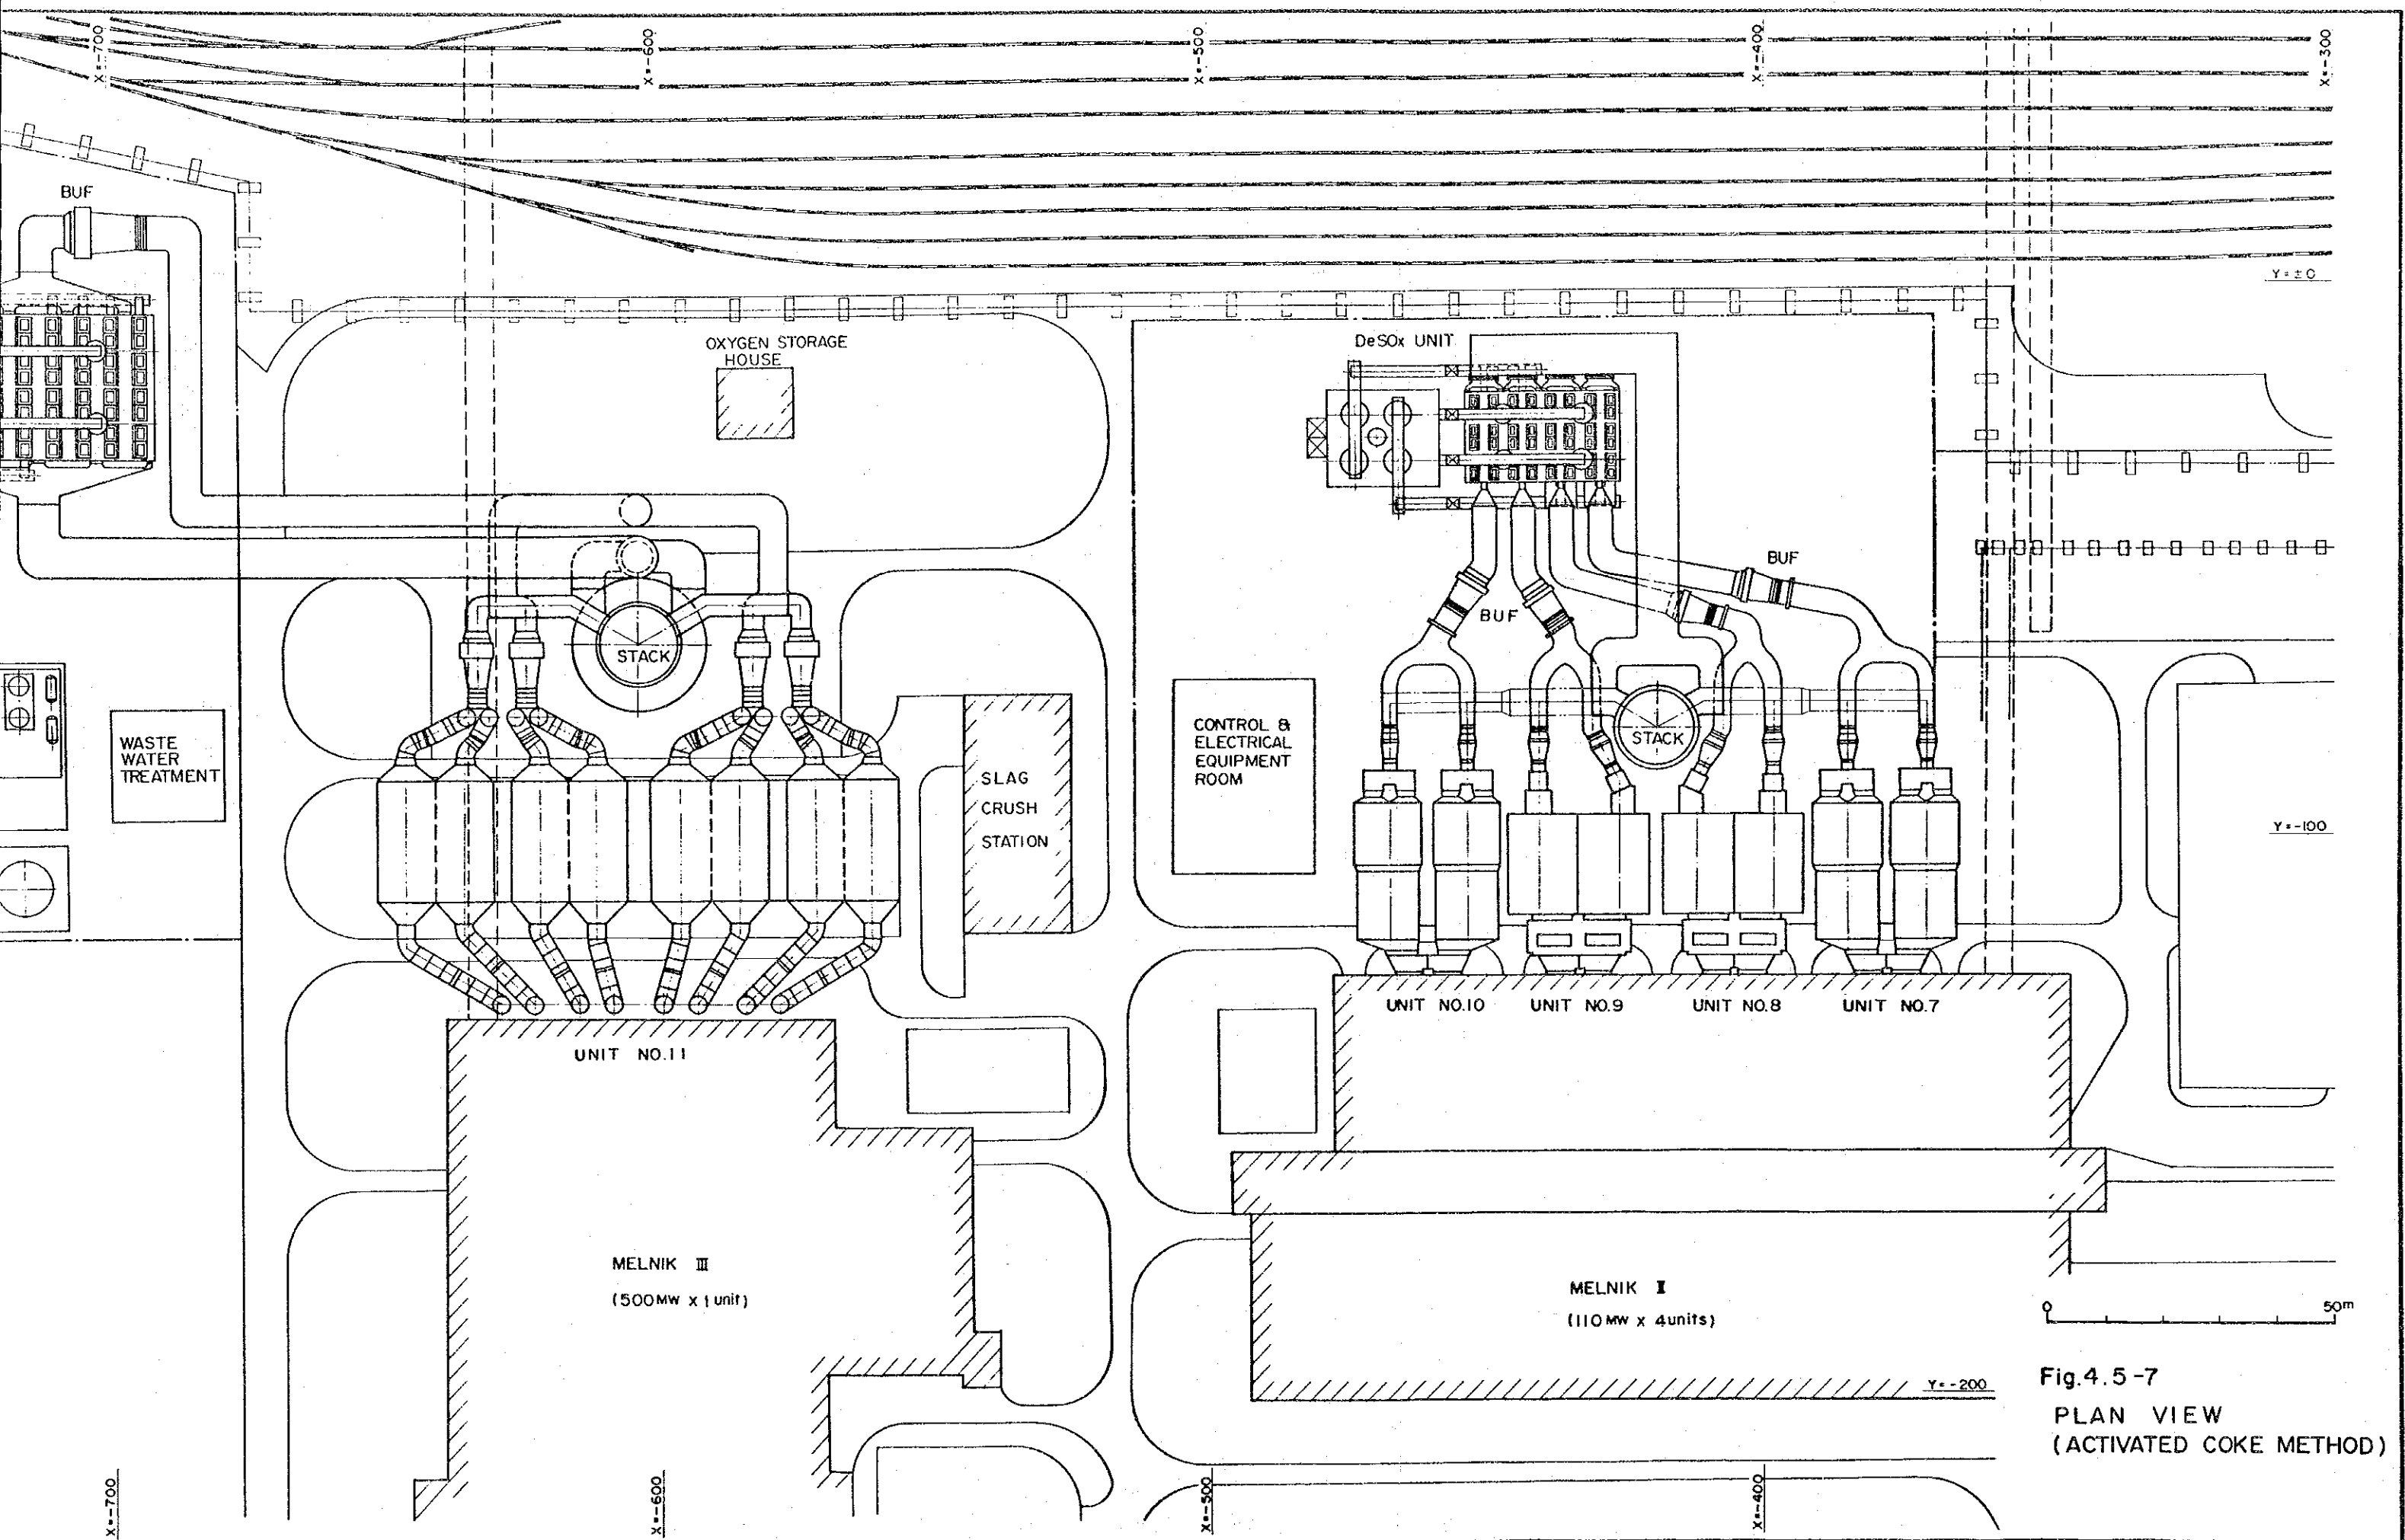 X=-700
X=-600
X=-500
X=-400
X=-300
BUF
Y=±0
OXYGEN STORAGE
HOUSE
DeSOx UNIT
BUF
BUF
STACK
STACK
WASTE
WATER
TREATMENT
SLAG
CRUSH
STATION
CONTROL &
ELECTRICAL
EQUIPMENT
ROOM
Y=-100
UNIT NO.10
UNIT NO.9
UNIT NO.8
UNIT NO.7
UNIT NO.11
MELNIK III
(500MW x 1 unit)
MELNIK II
(110MW x 4units)
0
50m
Y=-200
Fig.4.5-7
PLAN VIEW
(ACTIVATED COKE METHOD)
X=-700
X=-600
X=-500
X=-400